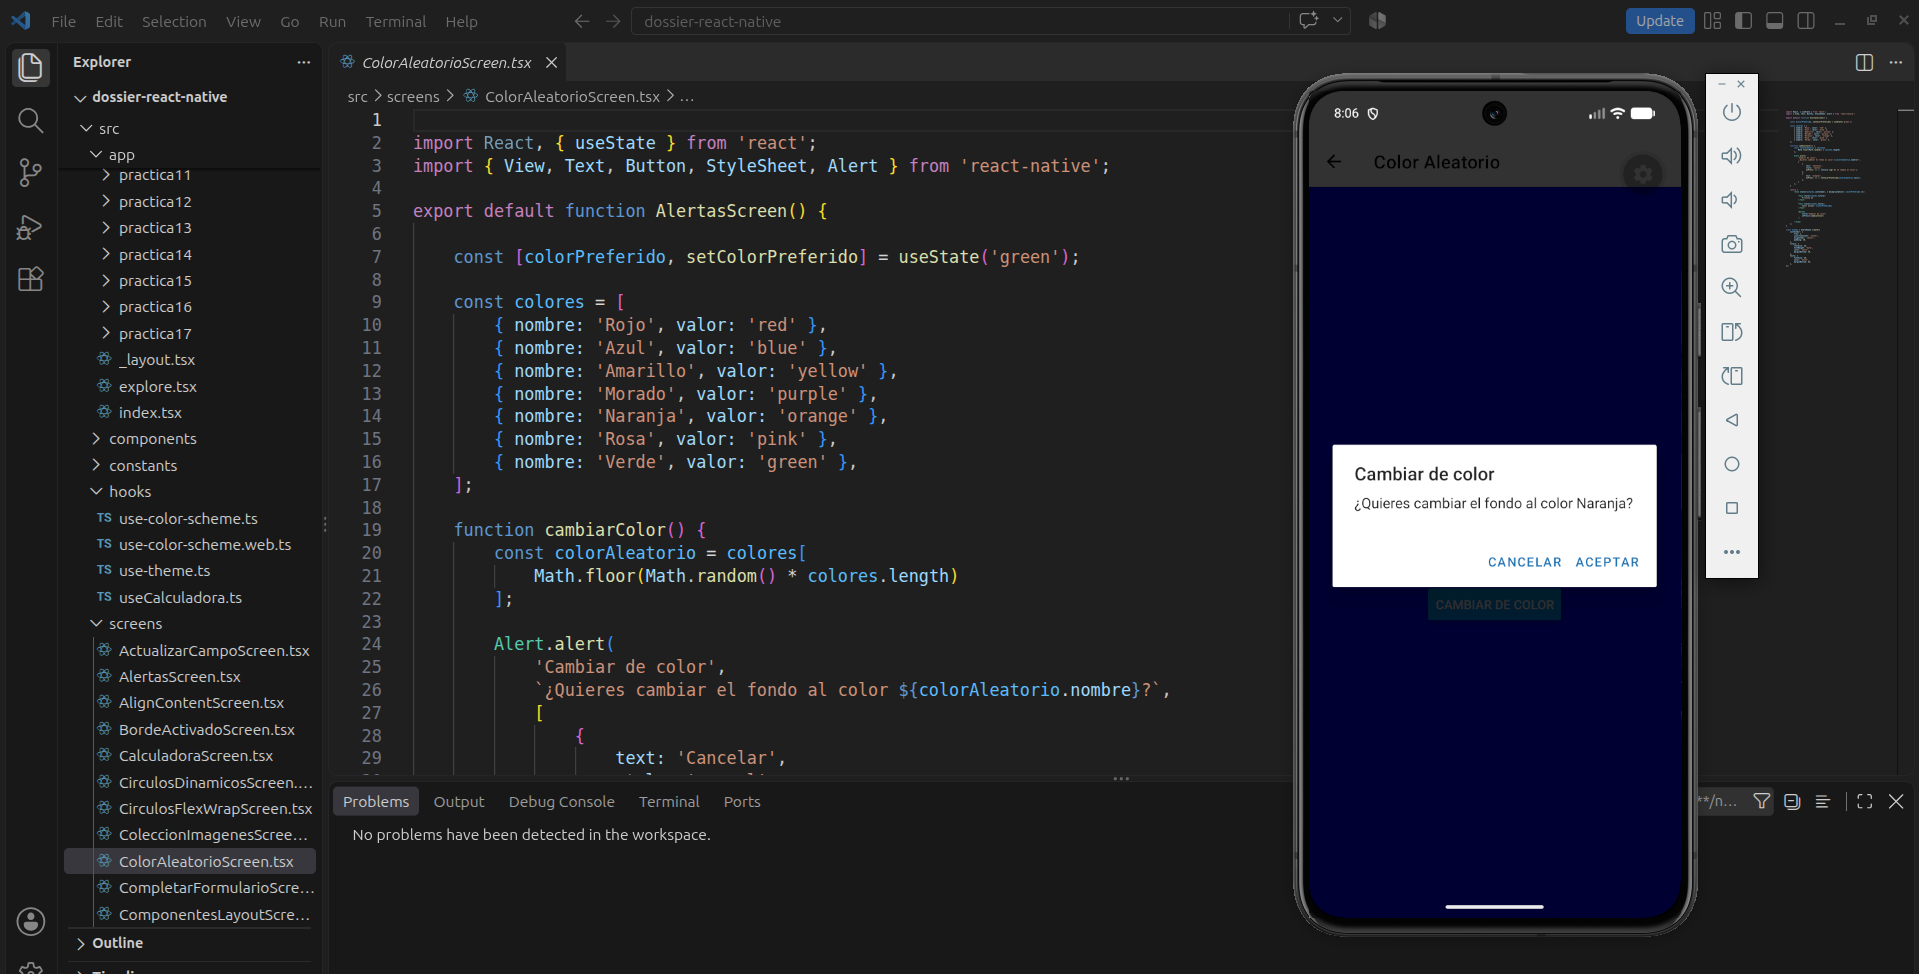 File Edit Selection View Go Run Terminal Help
dossier-react-native
Update
Explorer
dossier-react-native
src
app
practica11
practica12
practica13
practica14
practica15
practica16
practica17
_layout.tsx
explore.tsx
index.tsx
components
constants
hooks
TS use-color-scheme.ts
TS use-color-scheme.web.ts
TS use-theme.ts
TS useCalculadora.ts
screens
ActualizarCampoScreen.tsx
AlertasScreen.tsx
AlignContentScreen.tsx
BordeActivadoScreen.tsx
CalculadoraScreen.tsx
CirculosDinamicosScreen....
CirculosFlexWrapScreen.tsx
ColeccionImagenesScree...
ColorAleatorioScreen.tsx
CompletarFormularioScre...
ComponentesLayoutScre...
Outline
ColorAleatorioScreen.tsx
src > screens > ColorAleatorioScreen.tsx > ...
1
2 import React, { useState } from 'react';
3 import { View, Text, Button, StyleSheet, Alert } from 'react-native';
4
5 export default function AlertasScreen() {
6
7 const [colorPreferido, setColorPreferido] = useState('green');
8
9 const colores = [
10 { nombre: 'Rojo', valor: 'red' },
11 { nombre: 'Azul', valor: 'blue' },
12 { nombre: 'Amarillo', valor: 'yellow' },
13 { nombre: 'Morado', valor: 'purple' },
14 { nombre: 'Naranja', valor: 'orange' },
15 { nombre: 'Rosa', valor: 'pink' },
16 { nombre: 'Verde', valor: 'green' },
17 ];
18
19 function cambiarColor() {
20 const colorAleatorio = colores[
21 Math.floor(Math.random() * colores.length)
22 ];
23
24 Alert.alert(
25 'Cambiar de color',
26 `¿Quieres cambiar el fondo al color ${colorAleatorio.nombre}?`,
27 [
28 {
29 text: 'Cancelar',
Problems Output Debug Console Terminal Ports
**/n...
No problems have been detected in the workspace.
8:06
Color Aleatorio
Cambiar de color
¿Quieres cambiar el fondo al color Naranja?
CANCELAR ACEPTAR
CAMBIAR DE COLOR